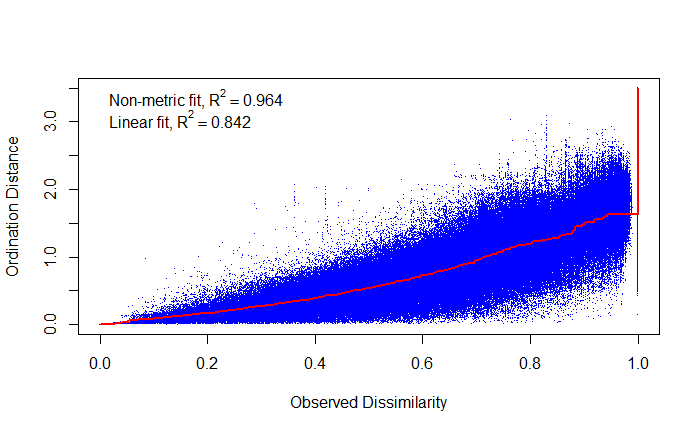 Non-metric fit, R² = 0.964
Linear fit, R² = 0.842
Ordination Distance
0.0 1.0 2.0 3.0
0.0 0.2 0.4 0.6 0.8 1.0
Observed Dissimilarity